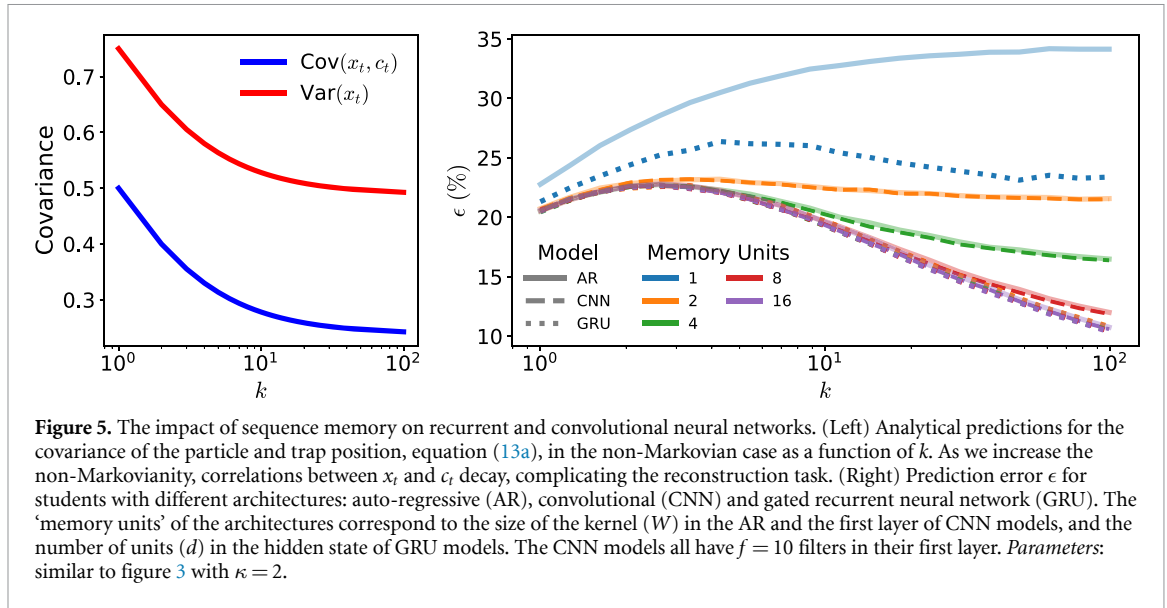 0.7
0.6
0.5
0.4
0.3
Covariance
Cov(x_t, c_t)
Var(x_t)
10^0
10^1
10^2
k
35
30
25
20
15
10
ϵ (%)
Model
AR
CNN
GRU
Memory Units
1
2
4
8
16
10^0
10^1
10^2
k
Figure 5. The impact of sequence memory on recurrent and convolutional neural networks. (Left) Analytical predictions for the
covariance of the particle and trap position, equation (13a), in the non-Markovian case as a function of k. As we increase the
non-Markovianity, correlations between x_t and c_t decay, complicating the reconstruction task. (Right) Prediction error ϵ for
students with different architectures: auto-regressive (AR), convolutional (CNN) and gated recurrent neural network (GRU). The
‘memory units’ of the architectures correspond to the size of the kernel (W) in the AR and the first layer of CNN models, and the
number of units (d) in the hidden state of GRU models. The CNN models all have f = 10 filters in their first layer. Parameters:
similar to figure 3 with κ = 2.